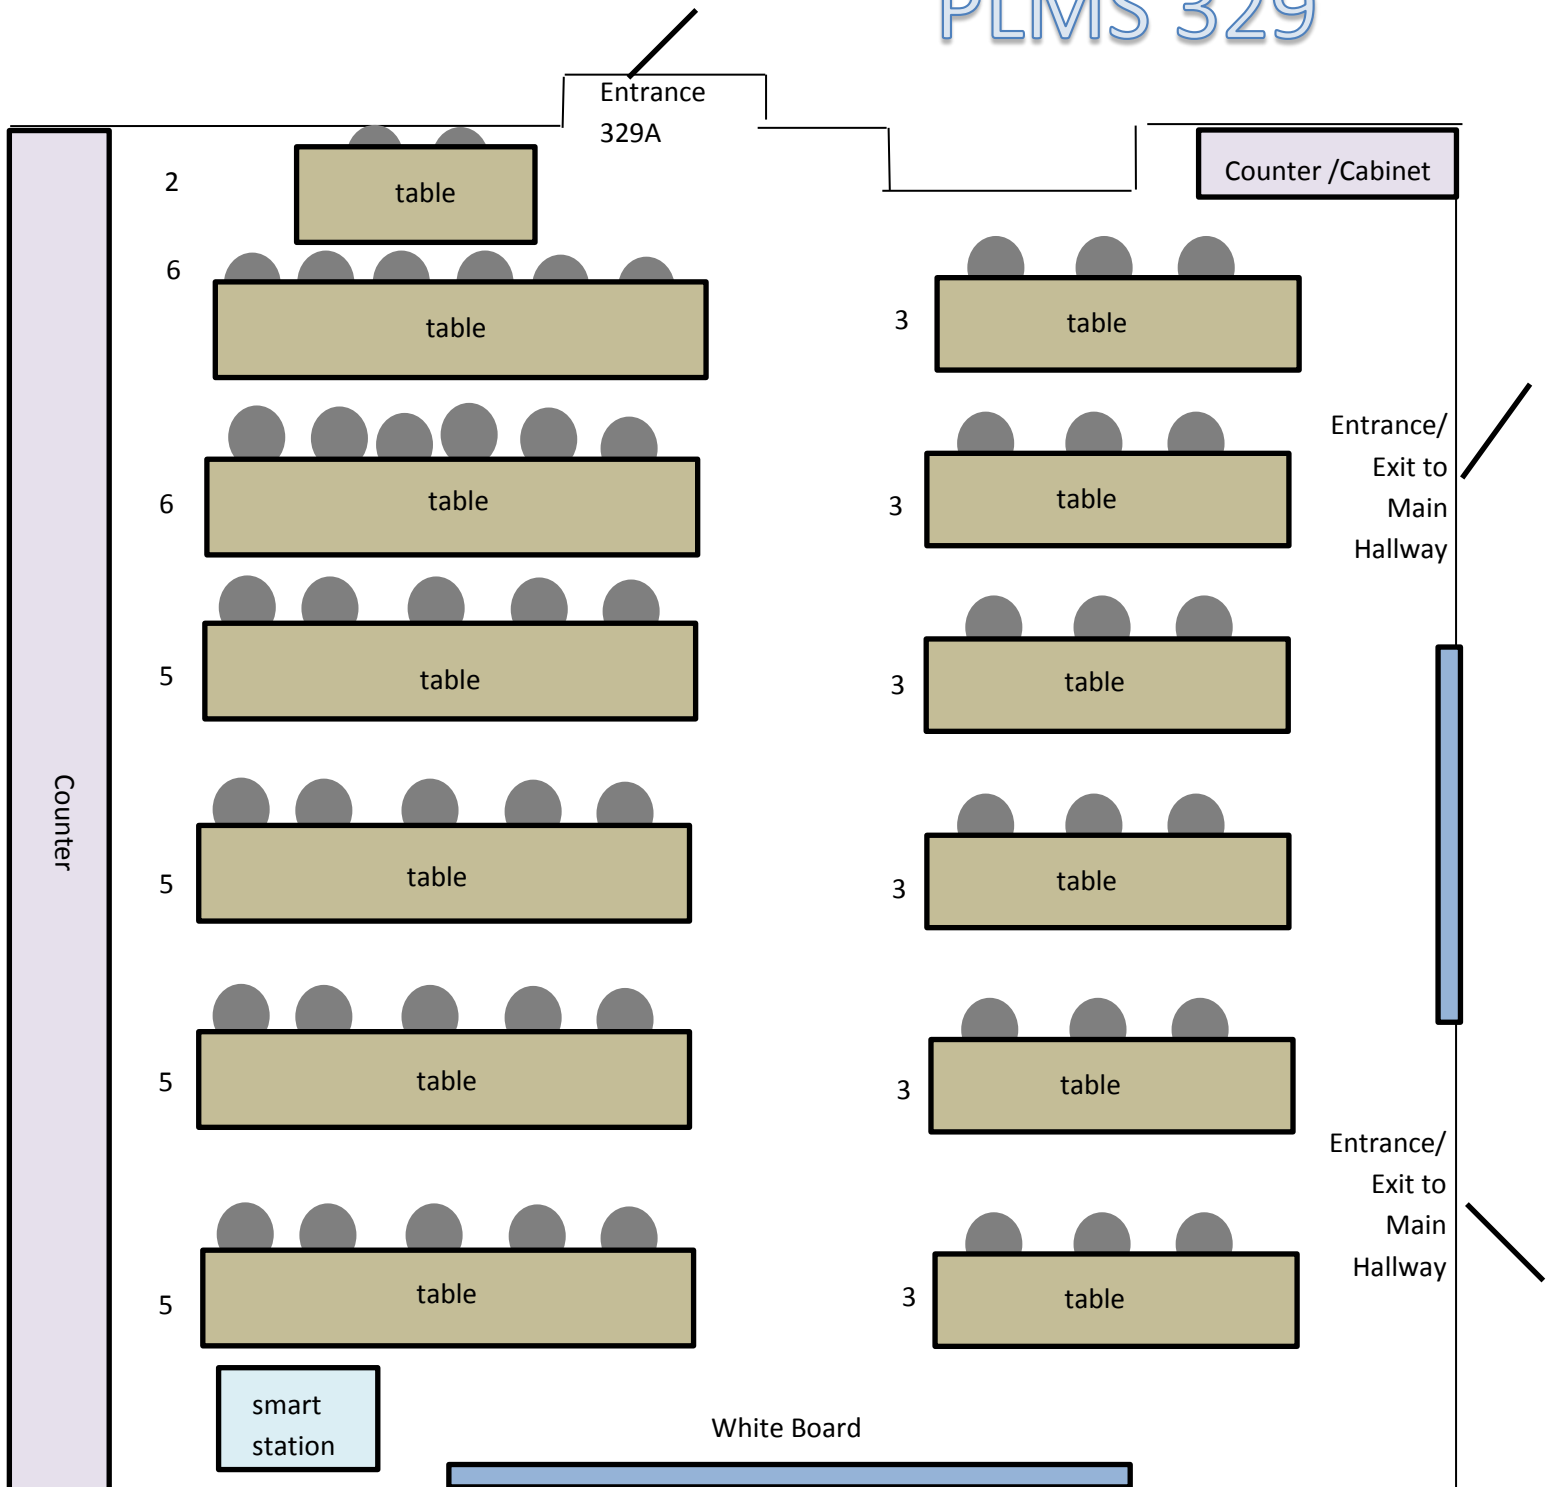 PLMS 329
Entrance
329A
2
table
Counter /Cabinet
6
table
3
table
6
table
3
table
Entrance/
Exit to
Main
Hallway
5
table
3
table
Counter
5
table
3
table
5
table
3
table
Entrance/
Exit to
Main
Hallway
5
table
3
table
smart
station
White Board